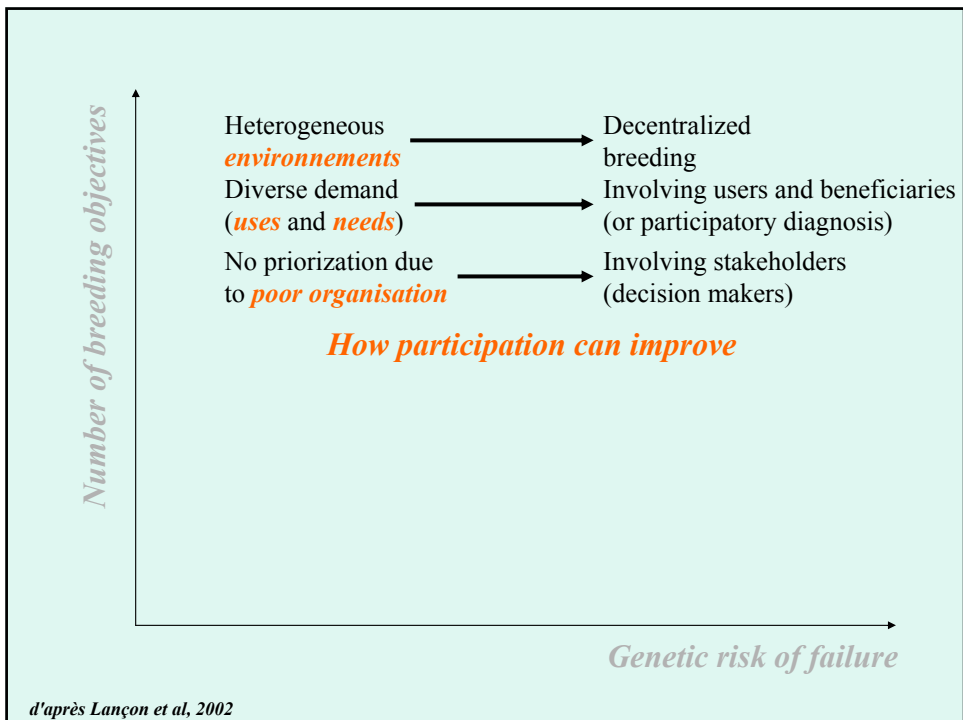 Number of breeding objectives
Heterogeneous
environnements
Decentralized
breeding
Diverse demand
(uses and needs)
Involving users and beneficiaries
(or participatory diagnosis)
No priorization due
to poor organisation
Involving stakeholders
(decision makers)
How participation can improve
Genetic risk of failure
d'après Lançon et al, 2002